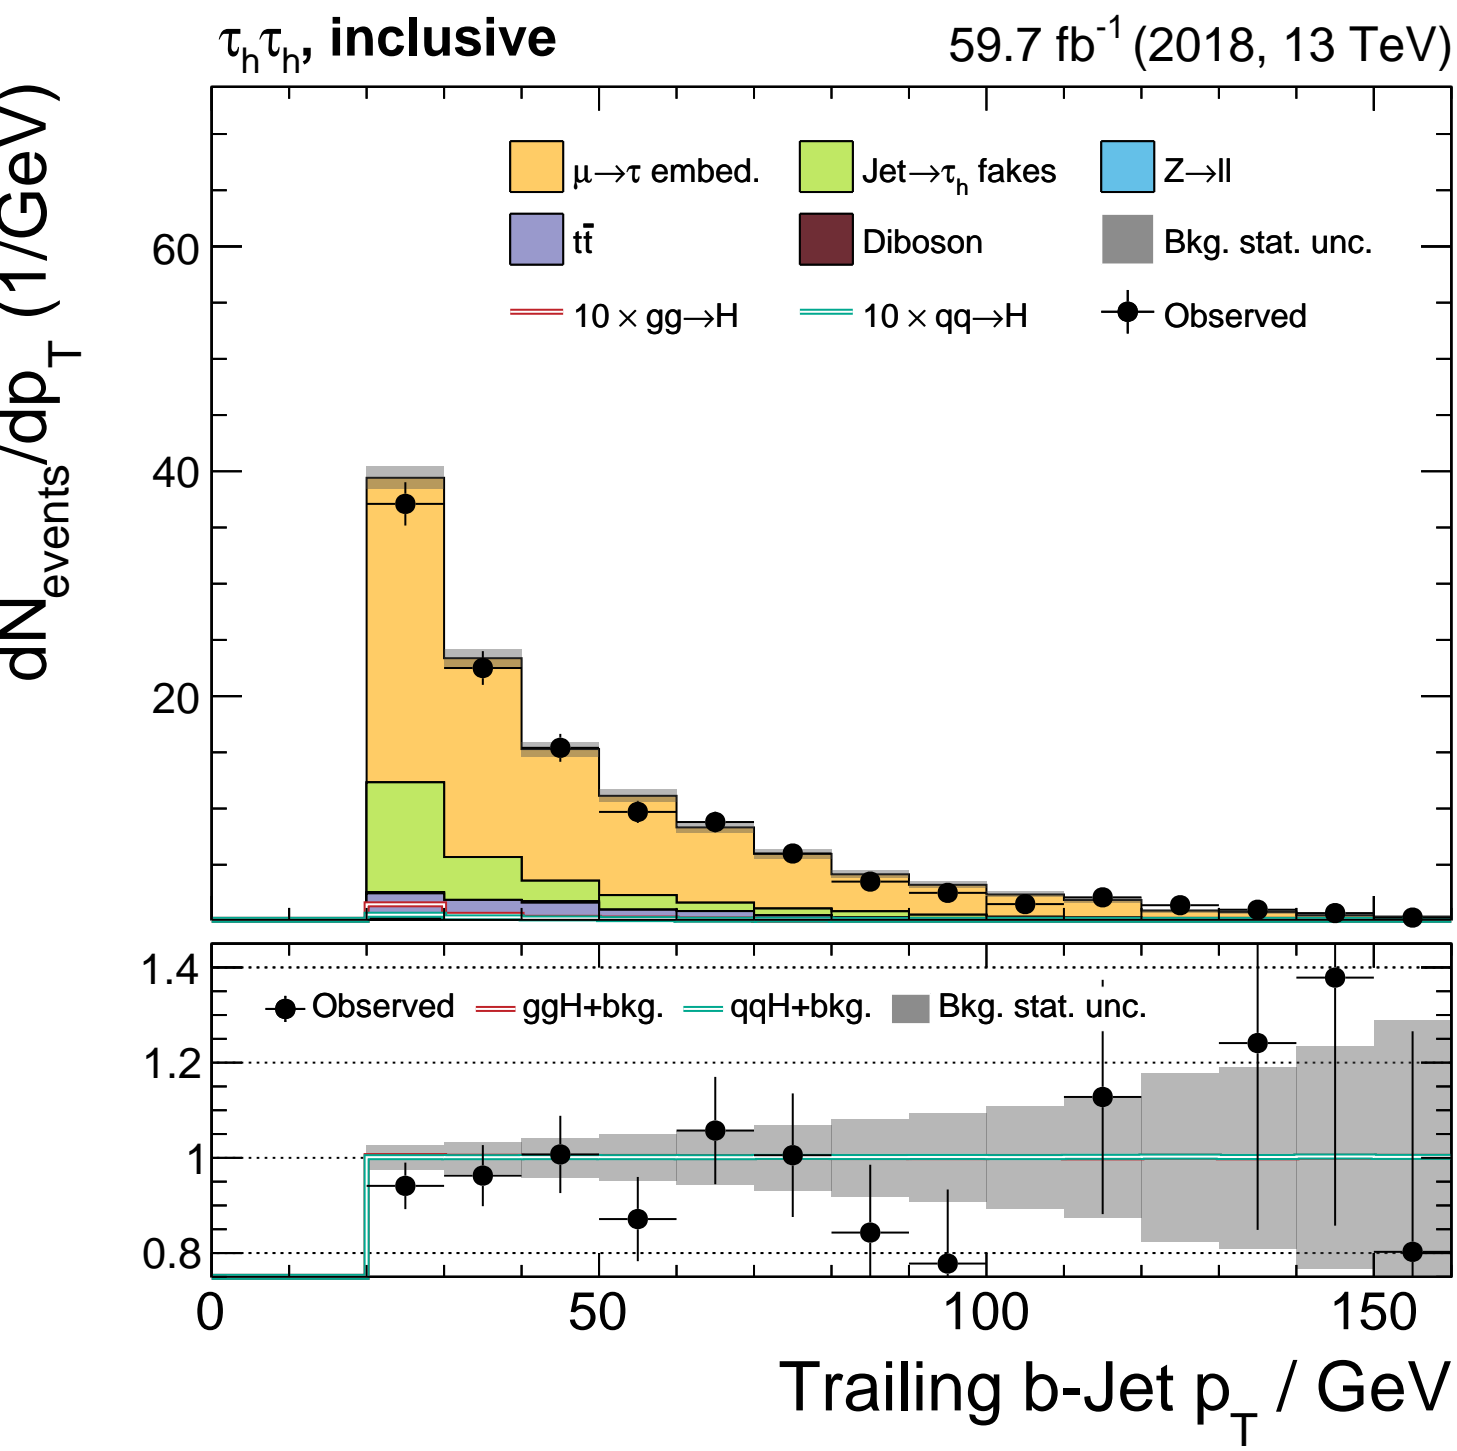 τhτh, inclusive
59.7 fb-1 (2018, 13 TeV)
dNevents/dpT (1/GeV)
μ→τ embed.
Jet→τh fakes
Z→ll
tt̄
Diboson
Bkg. stat. unc.
10 × gg→H
10 × qq→H
Observed
60
40
20
1.4
1.2
1
0.8
Observed
ggH+bkg.
qqH+bkg.
Bkg. stat. unc.
0
50
100
150
Trailing b-Jet pT / GeV